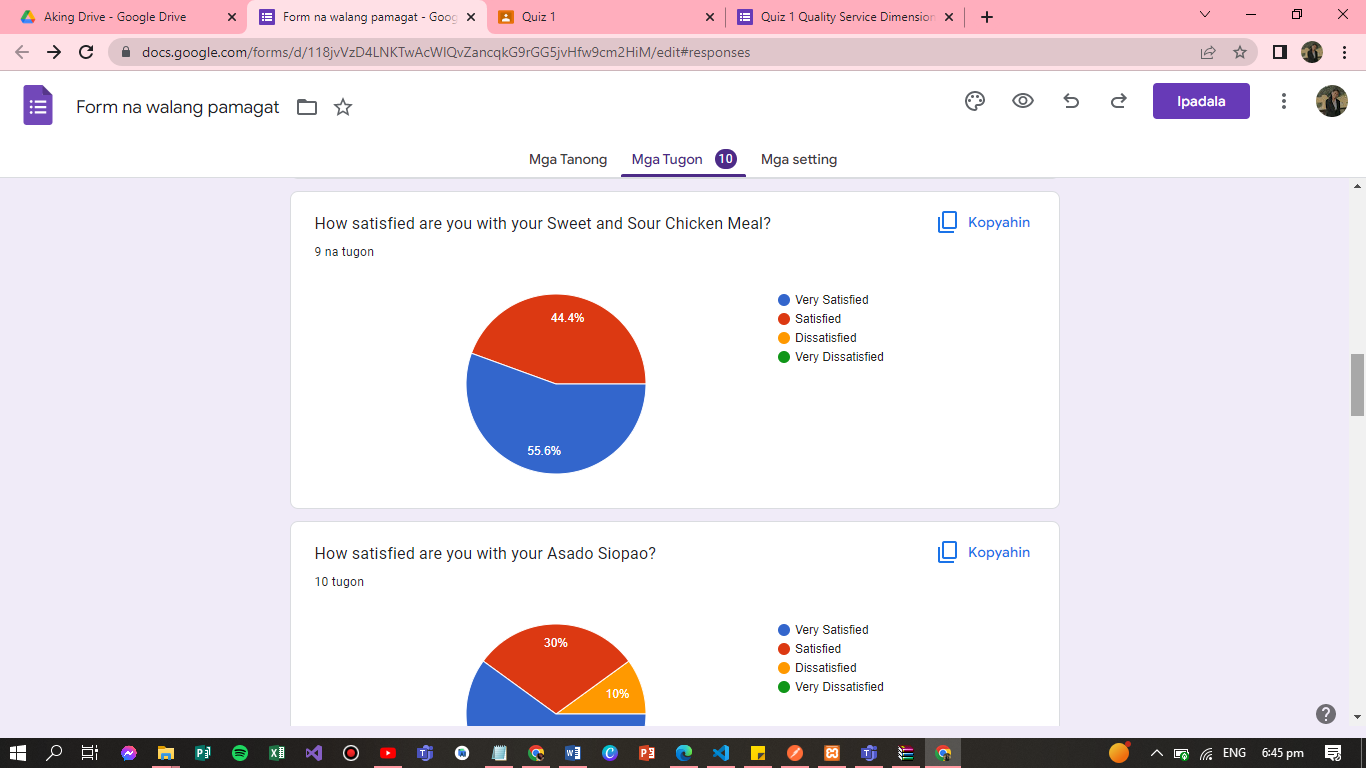 Aking Drive - Google Drive
Form na walang pamagat - Goog
Quiz 1
Quiz 1 Quality Service Dimension
docs.google.com/forms/d/118jvVzD4LNKTwAcWlQvZancqkG9rGG5jvHfw9cm2HiM/edit#responses
Form na walang pamagat
Ipadala
Mga Tanong
Mga Tugon 10
Mga setting
How satisfied are you with your Sweet and Sour Chicken Meal?
Kopyahin
9 na tugon
44.4%
55.6%
Very Satisfied
Satisfied
Dissatisfied
Very Dissatisfied
How satisfied are you with your Asado Siopao?
Kopyahin
10 tugon
30%
10%
Very Satisfied
Satisfied
Dissatisfied
Very Dissatisfied
ENG
6:45 pm